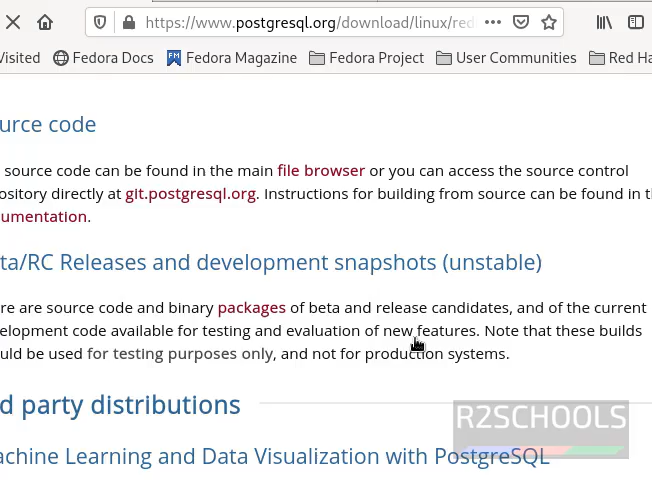 https://www.postgresql.org/download/linux/red
isited Fedora Docs Fedora Magazine Fedora Project User Communities Red Ha
urce code
source code can be found in the main file browser or you can access the source control
ository directly at git.postgresql.org. Instructions for building from source can be found in t
umentation.
ta/RC Releases and development snapshots (unstable)
re are source code and binary packages of beta and release candidates, and of the current
elopment code available for testing and evaluation of new features. Note that these builds
uld be used for testing purposes only, and not for production systems.
d party distributions
R2SCHOOLS
achine Learning and Data Visualization with PostgreSQL